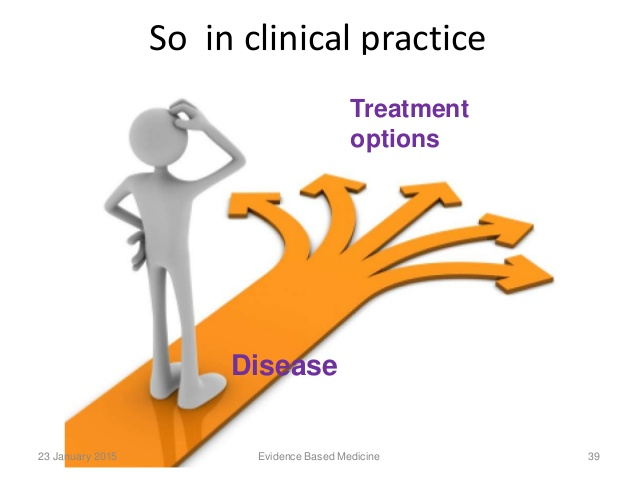 So  in clinical practice
Treatment
options
Disease
23 January 2015
Evidence Based Medicine
39